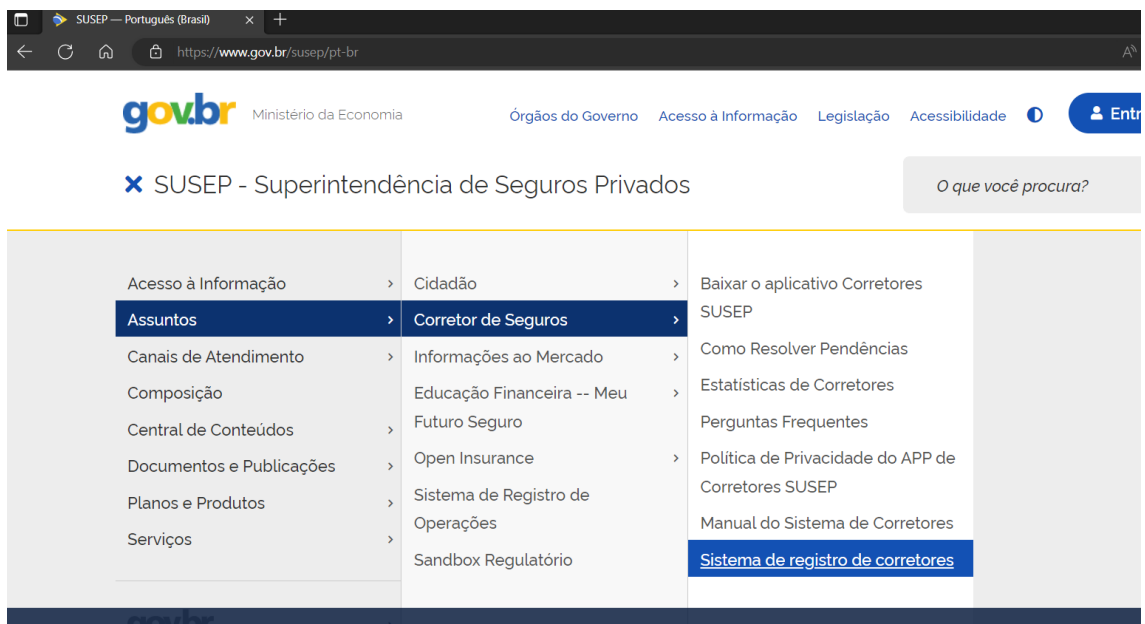 SUSEP — Português (Brasil)
https://www.gov.br/susep/pt-br
gov.br
Ministério da Economia
Órgãos do Governo
Acesso à Informação
Legislação
Acessibilidade
Entr
SUSEP - Superintendência de Seguros Privados
O que você procura?
Acesso à Informação
Assuntos
Canais de Atendimento
Composição
Central de Conteúdos
Documentos e Publicações
Planos e Produtos
Serviços
Cidadão
Corretor de Seguros
Informações ao Mercado
Educação Financeira -- Meu
Futuro Seguro
Open Insurance
Sistema de Registro de
Operações
Sandbox Regulatório
Baixar o aplicativo Corretores
SUSEP
Como Resolver Pendências
Estatísticas de Corretores
Perguntas Frequentes
Política de Privacidade do APP de
Corretores SUSEP
Manual do Sistema de Corretores
Sistema de registro de corretores
gov.br